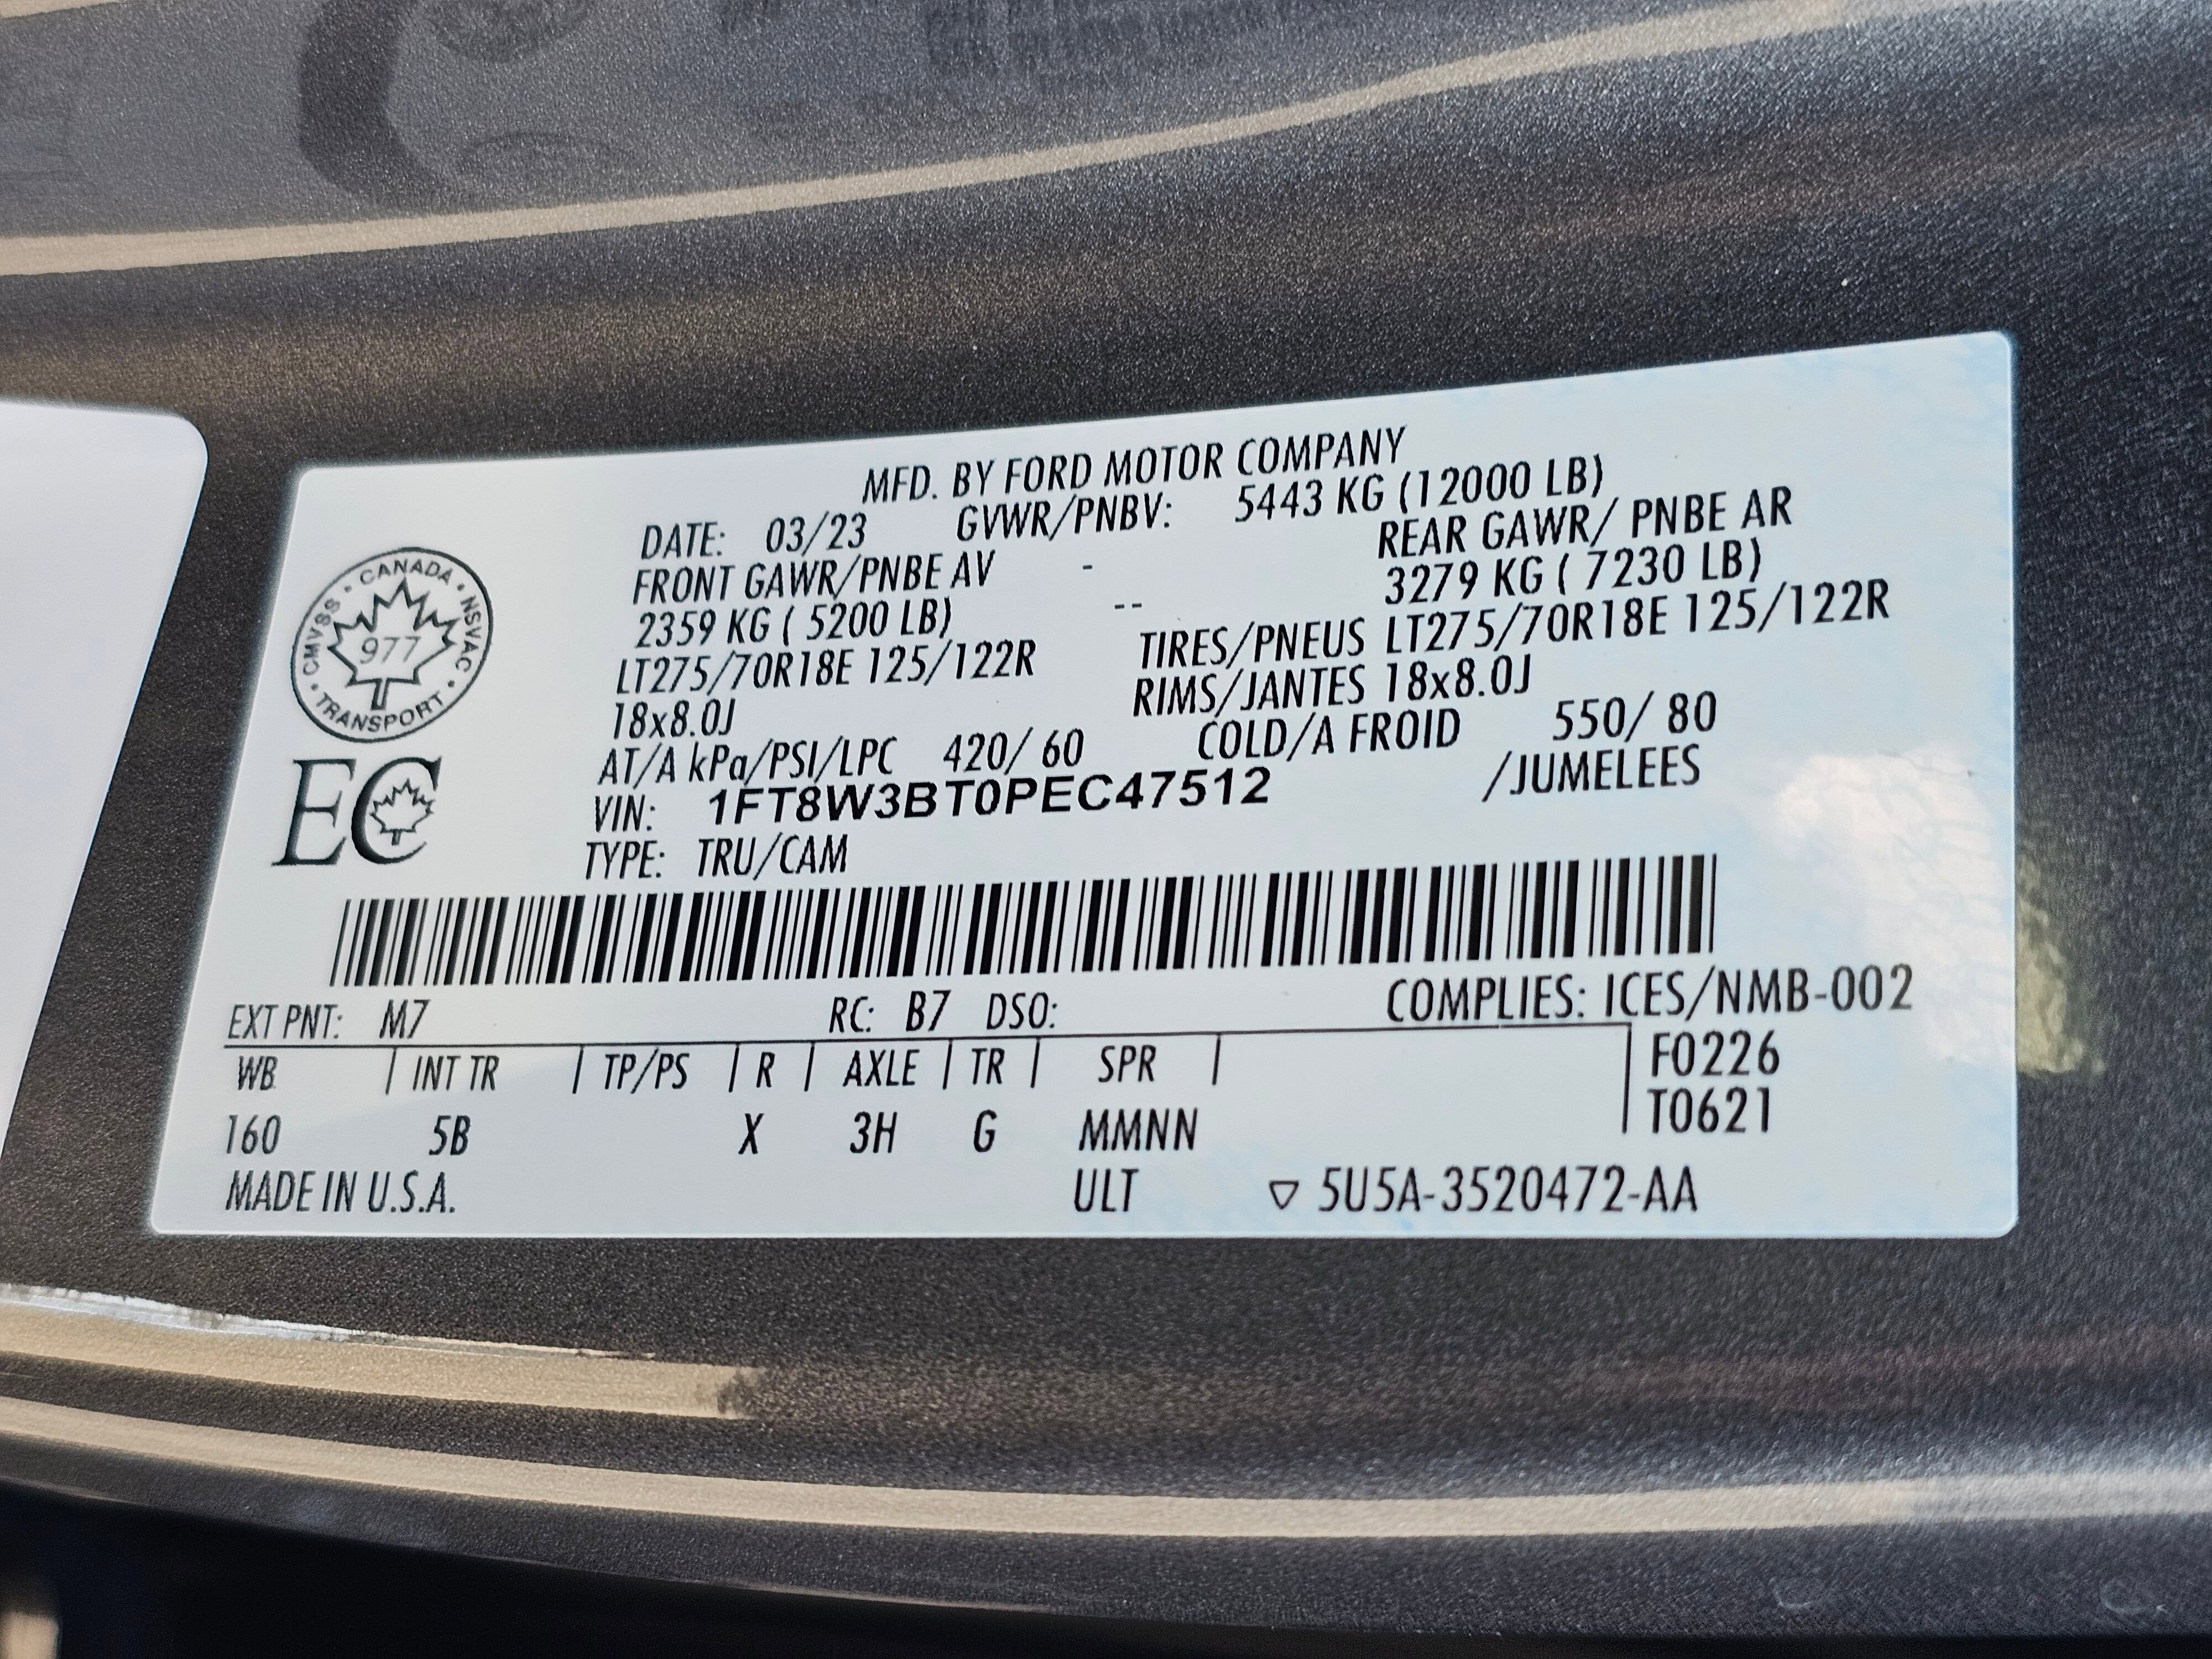 MFD. BY FORD MOTOR COMPANY
DATE: 03/23 GVWR/PNBV: 5443 KG (12000 LB)
FRONT GAWR/PNBE AV - REAR GAWR/ PNBE AR
2359 KG ( 5200 LB) -- 3279 KG ( 7230 LB)
LT275/70R18E 125/122R TIRES/PNEUS LT275/70R18E 125/122R
18x8.0J RIMS/JANTES 18x8.0J
AT/A kPa/PSI/LPC 420/ 60 COLD/A FROID 550/ 80
VIN: 1FT8W3BT0PEC47512 /JUMELEES
TYPE: TRU/CAM
CANADA · NSVAC · TRANSPORT · CMVSS ·
977
EC
EXT PNT: M7 RC: B7 DSO: COMPLIES: ICES/NMB-002
WB | INT TR | TP/PS | R | AXLE | TR | SPR | F0226
T0621
160 5B X 3H G MMNN
MADE IN U.S.A. ULT ▽ 5U5A-3520472-AA